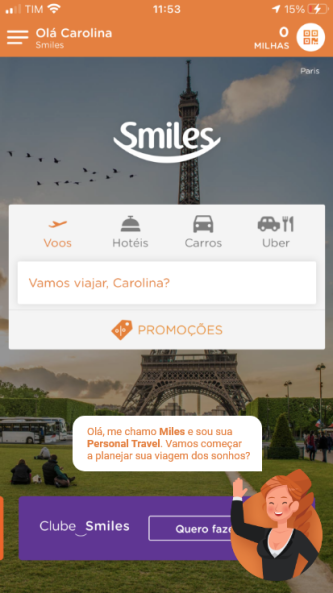 TIM 11:53 15%
Olá Carolina
Smiles
0
MILHAS
Paris
Smiles
Voos Hotéis Carros Uber
Vamos viajar, Carolina?
PROMOÇÕES
Olá, me chamo Miles e sou sua
Personal Travel. Vamos começar
a planejar sua viagem dos sonhos?
Clube Smiles
Quero faze